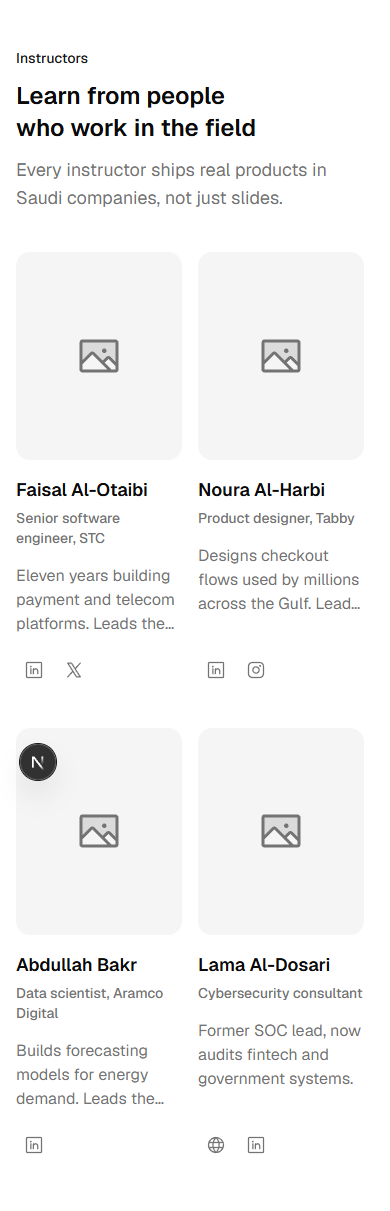 Instructors
Learn from people
who work in the field
Every instructor ships real products in
Saudi companies, not just slides.
Faisal Al-Otaibi
Senior software
engineer, STC
Eleven years building
payment and telecom
platforms. Leads the…
Noura Al-Harbi
Product designer, Tabby
Designs checkout
flows used by millions
across the Gulf. Lead…
Abdullah Bakr
Data scientist, Aramco
Digital
Builds forecasting
models for energy
demand. Leads the…
Lama Al-Dosari
Cybersecurity consultant
Former SOC lead, now
audits fintech and
government systems.